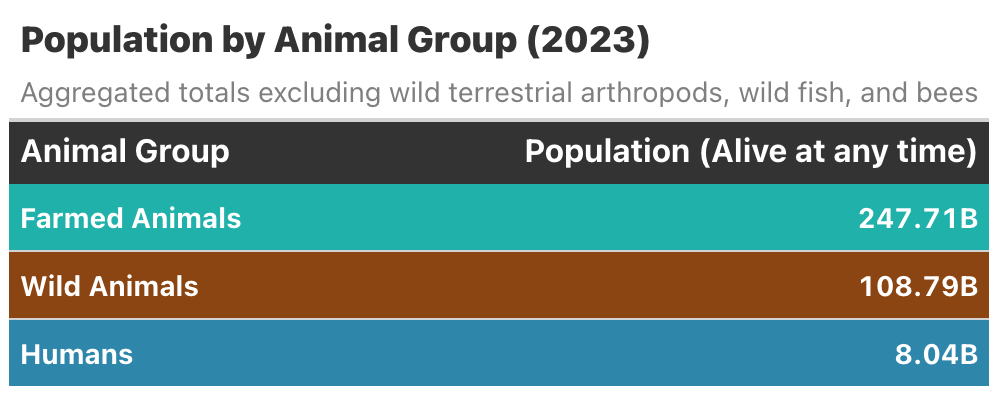 Population by Animal Group (2023)
Aggregated totals excluding wild terrestrial arthropods, wild fish, and bees
Animal Group Population (Alive at any time)
Farmed Animals 247.71B
Wild Animals 108.79B
Humans 8.04B